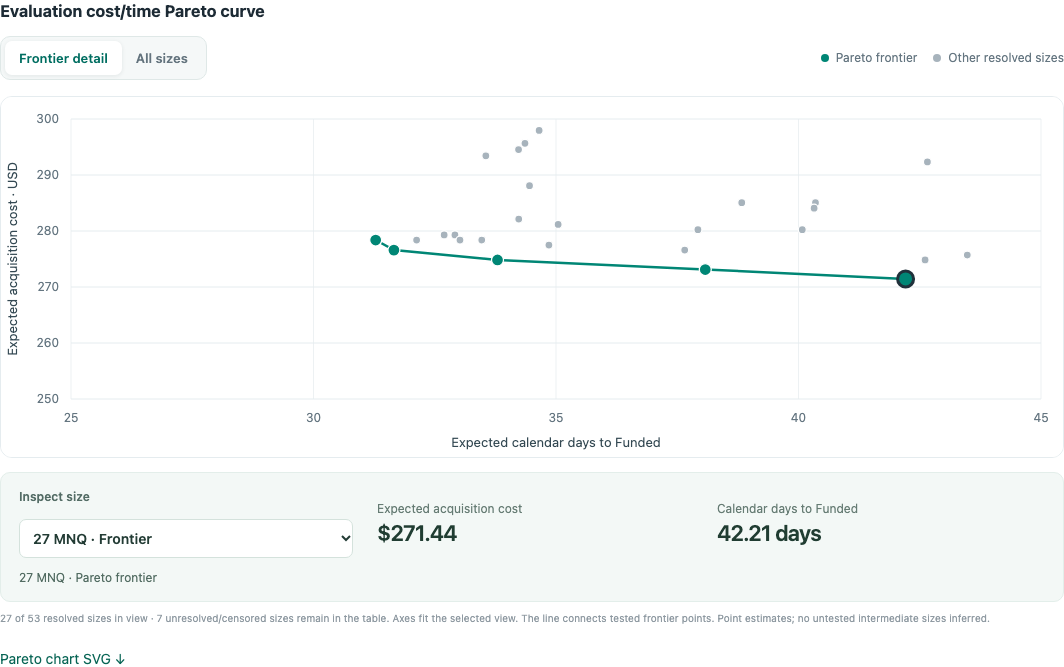 Evaluation cost/time Pareto curve
Frontier detail All sizes
Pareto frontier Other resolved sizes
300
290
280
270
260
250
Expected acquisition cost · USD
25 30 35 40 45
Expected calendar days to Funded
Inspect size
27 MNQ · Frontier
27 MNQ · Pareto frontier
Expected acquisition cost
$271.44
Calendar days to Funded
42.21 days
27 of 53 resolved sizes in view · 7 unresolved/censored sizes remain in the table. Axes fit the selected view. The line connects tested frontier points. Point estimates; no untested intermediate sizes inferred.
Pareto chart SVG ↓